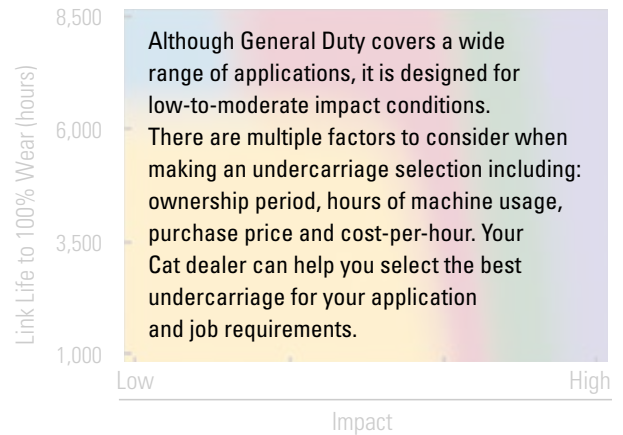 8,500
6,000
3,500
1,000
Link Life to 100% Wear (hours)
Although General Duty covers a wide
range of applications, it is designed for
low-to-moderate impact conditions.
There are multiple factors to consider when
making an undercarriage selection including:
ownership period, hours of machine usage,
purchase price and cost-per-hour. Your
Cat dealer can help you select the best
undercarriage for your application
and job requirements.
Low
High
Impact